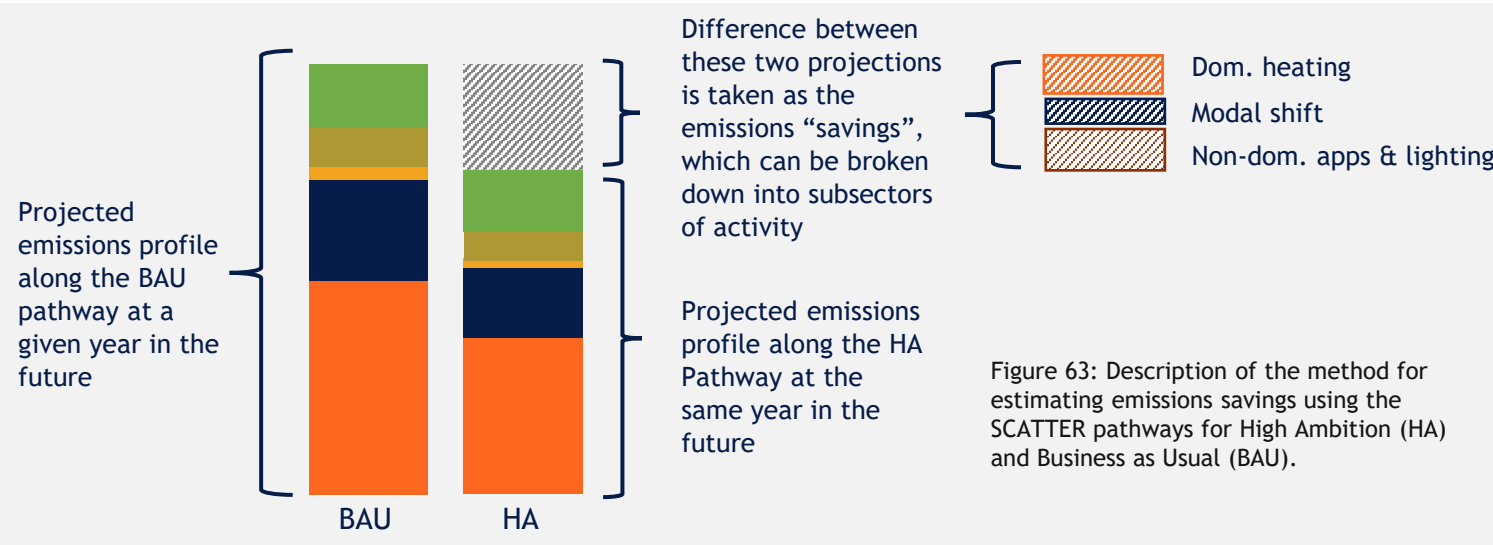 Projected
emissions profile
along the BAU
pathway at a
given year in the
future
BAU
HA
Difference between
these two projections
is taken as the
emissions “savings”,
which can be broken
down into subsectors
of activity
Projected emissions
profile along the HA
Pathway at the
same year in the
future
Dom. heating
Modal shift
Non-dom. apps & lighting
Figure 63: Description of the method for
estimating emissions savings using the
SCATTER pathways for High Ambition (HA)
and Business as Usual (BAU).